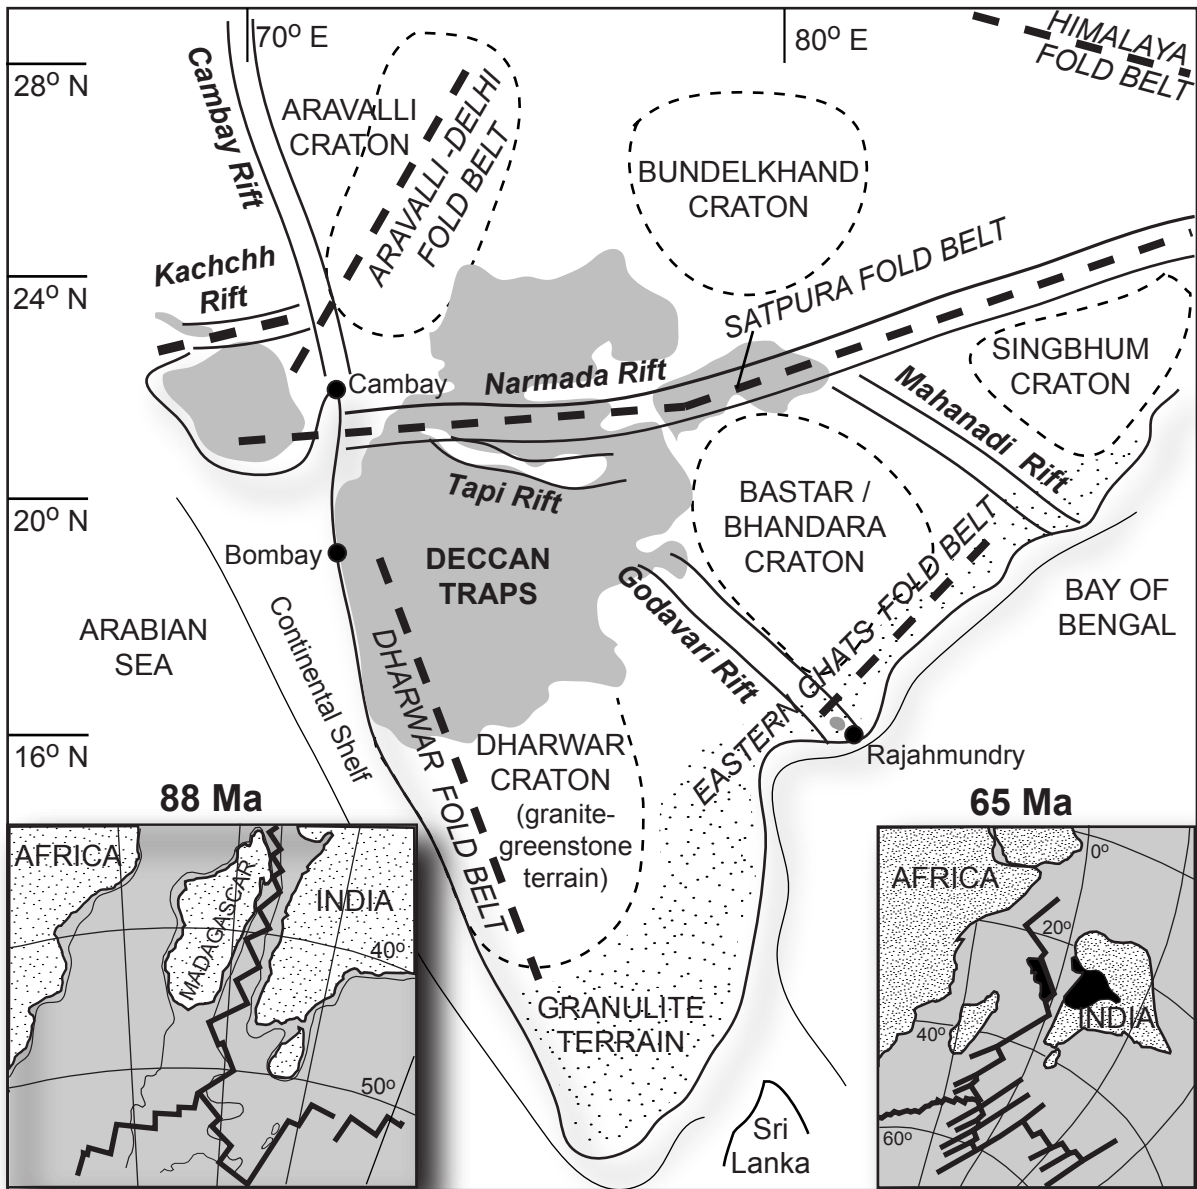 70° E
80° E
HIMALAYA
FOLD BELT
28° N
Cambay Rift
ARAVALLI
CRATON
ARAVALLI -DELHI
FOLD BELT
BUNDELKHAND
CRATON
Kachchh
Rift
24° N
SATPURA FOLD BELT
SINGBHUM
CRATON
Cambay
Narmada Rift
Mahanadi Rift
Tapi Rift
20° N
BASTAR /
BHANDARA
CRATON
Bombay
DECCAN
TRAPS
Godavari Rift
EASTERN GHATS FOLD BELT
BAY OF
BENGAL
ARABIAN
SEA
Continental Shelf
DHARWAR FOLD BELT
16° N
DHARWAR
CRATON
(granite-
greenstone
terrain)
Rajahmundry
88 Ma
AFRICA
MADAGASCAR
INDIA
40°
50°
GRANULITE
TERRAIN
Sri
Lanka
65 Ma
AFRICA
0°
20°
INDIA
40°
60°